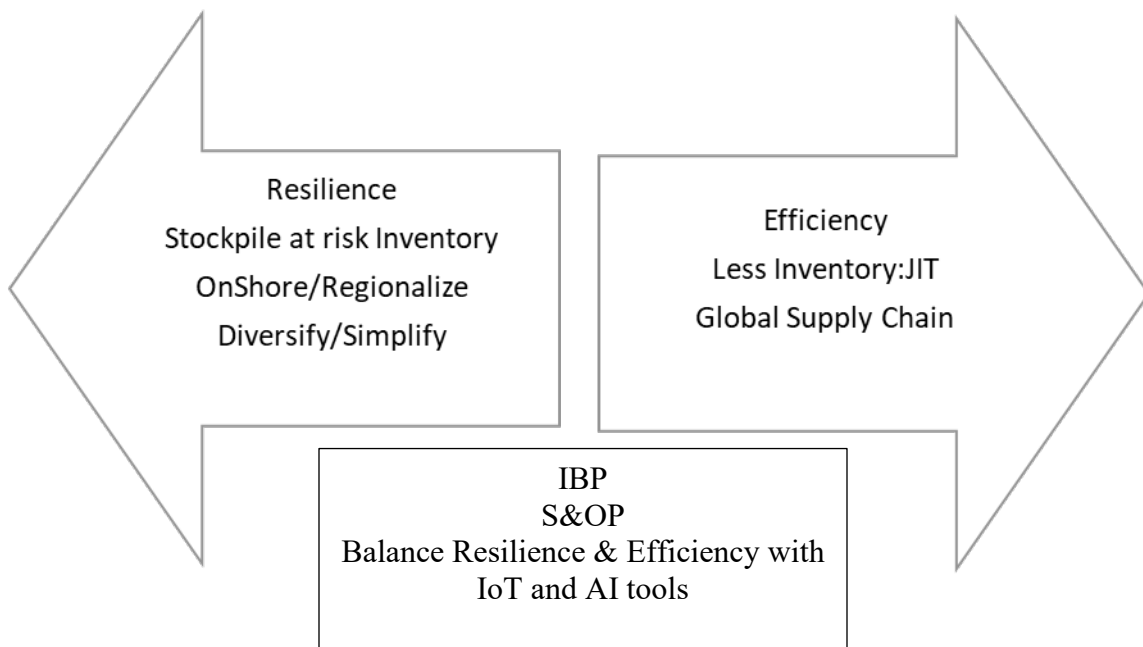 Resilience
Stockpile at risk Inventory
OnShore/Regionalize
Diversify/Simplify
Efficiency
Less Inventory:JIT
Global Supply Chain
IBP
S&OP
Balance Resilience & Efficiency with
IoT and AI tools